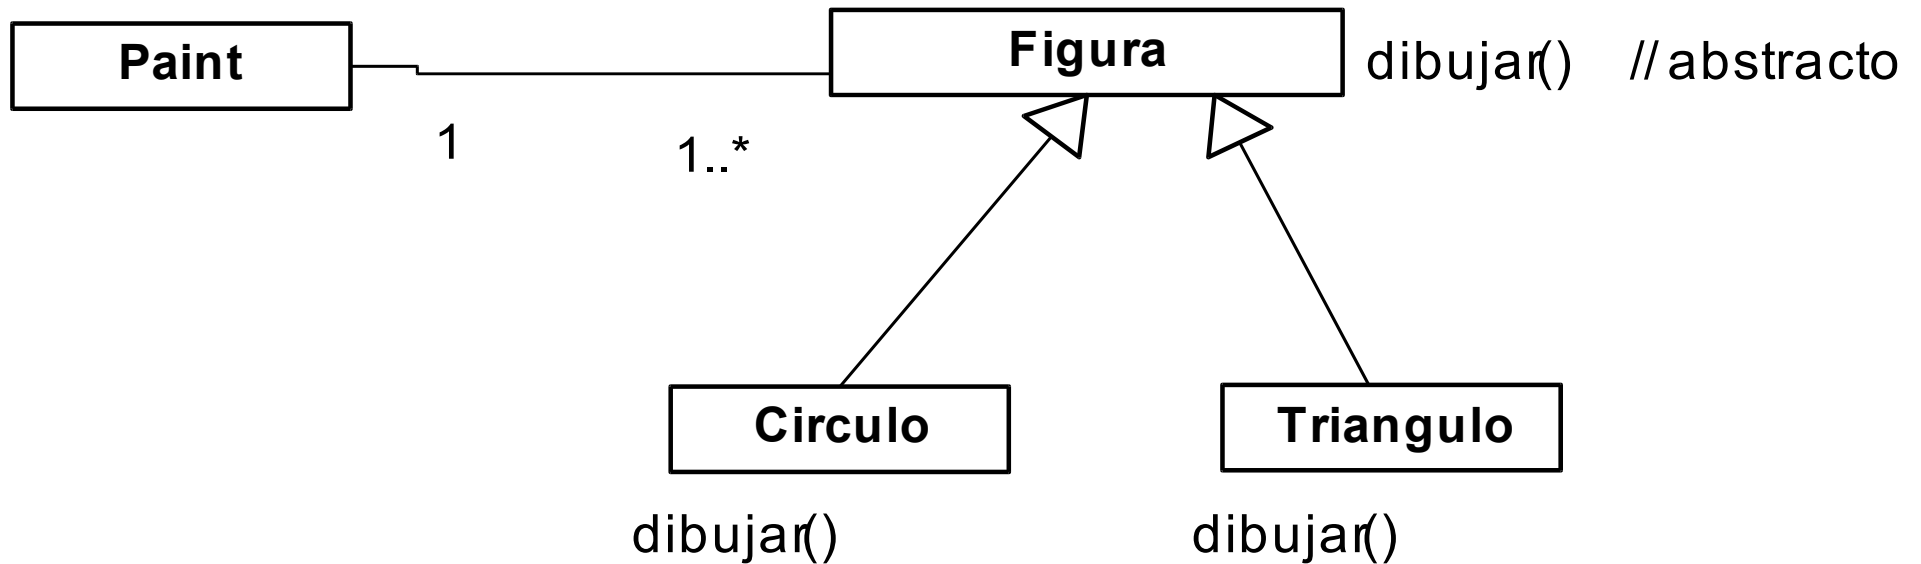 Paint
Figura
dibujar() //abstracto
1
1..*
Circulo
Triangulo
dibujar()
dibujar()